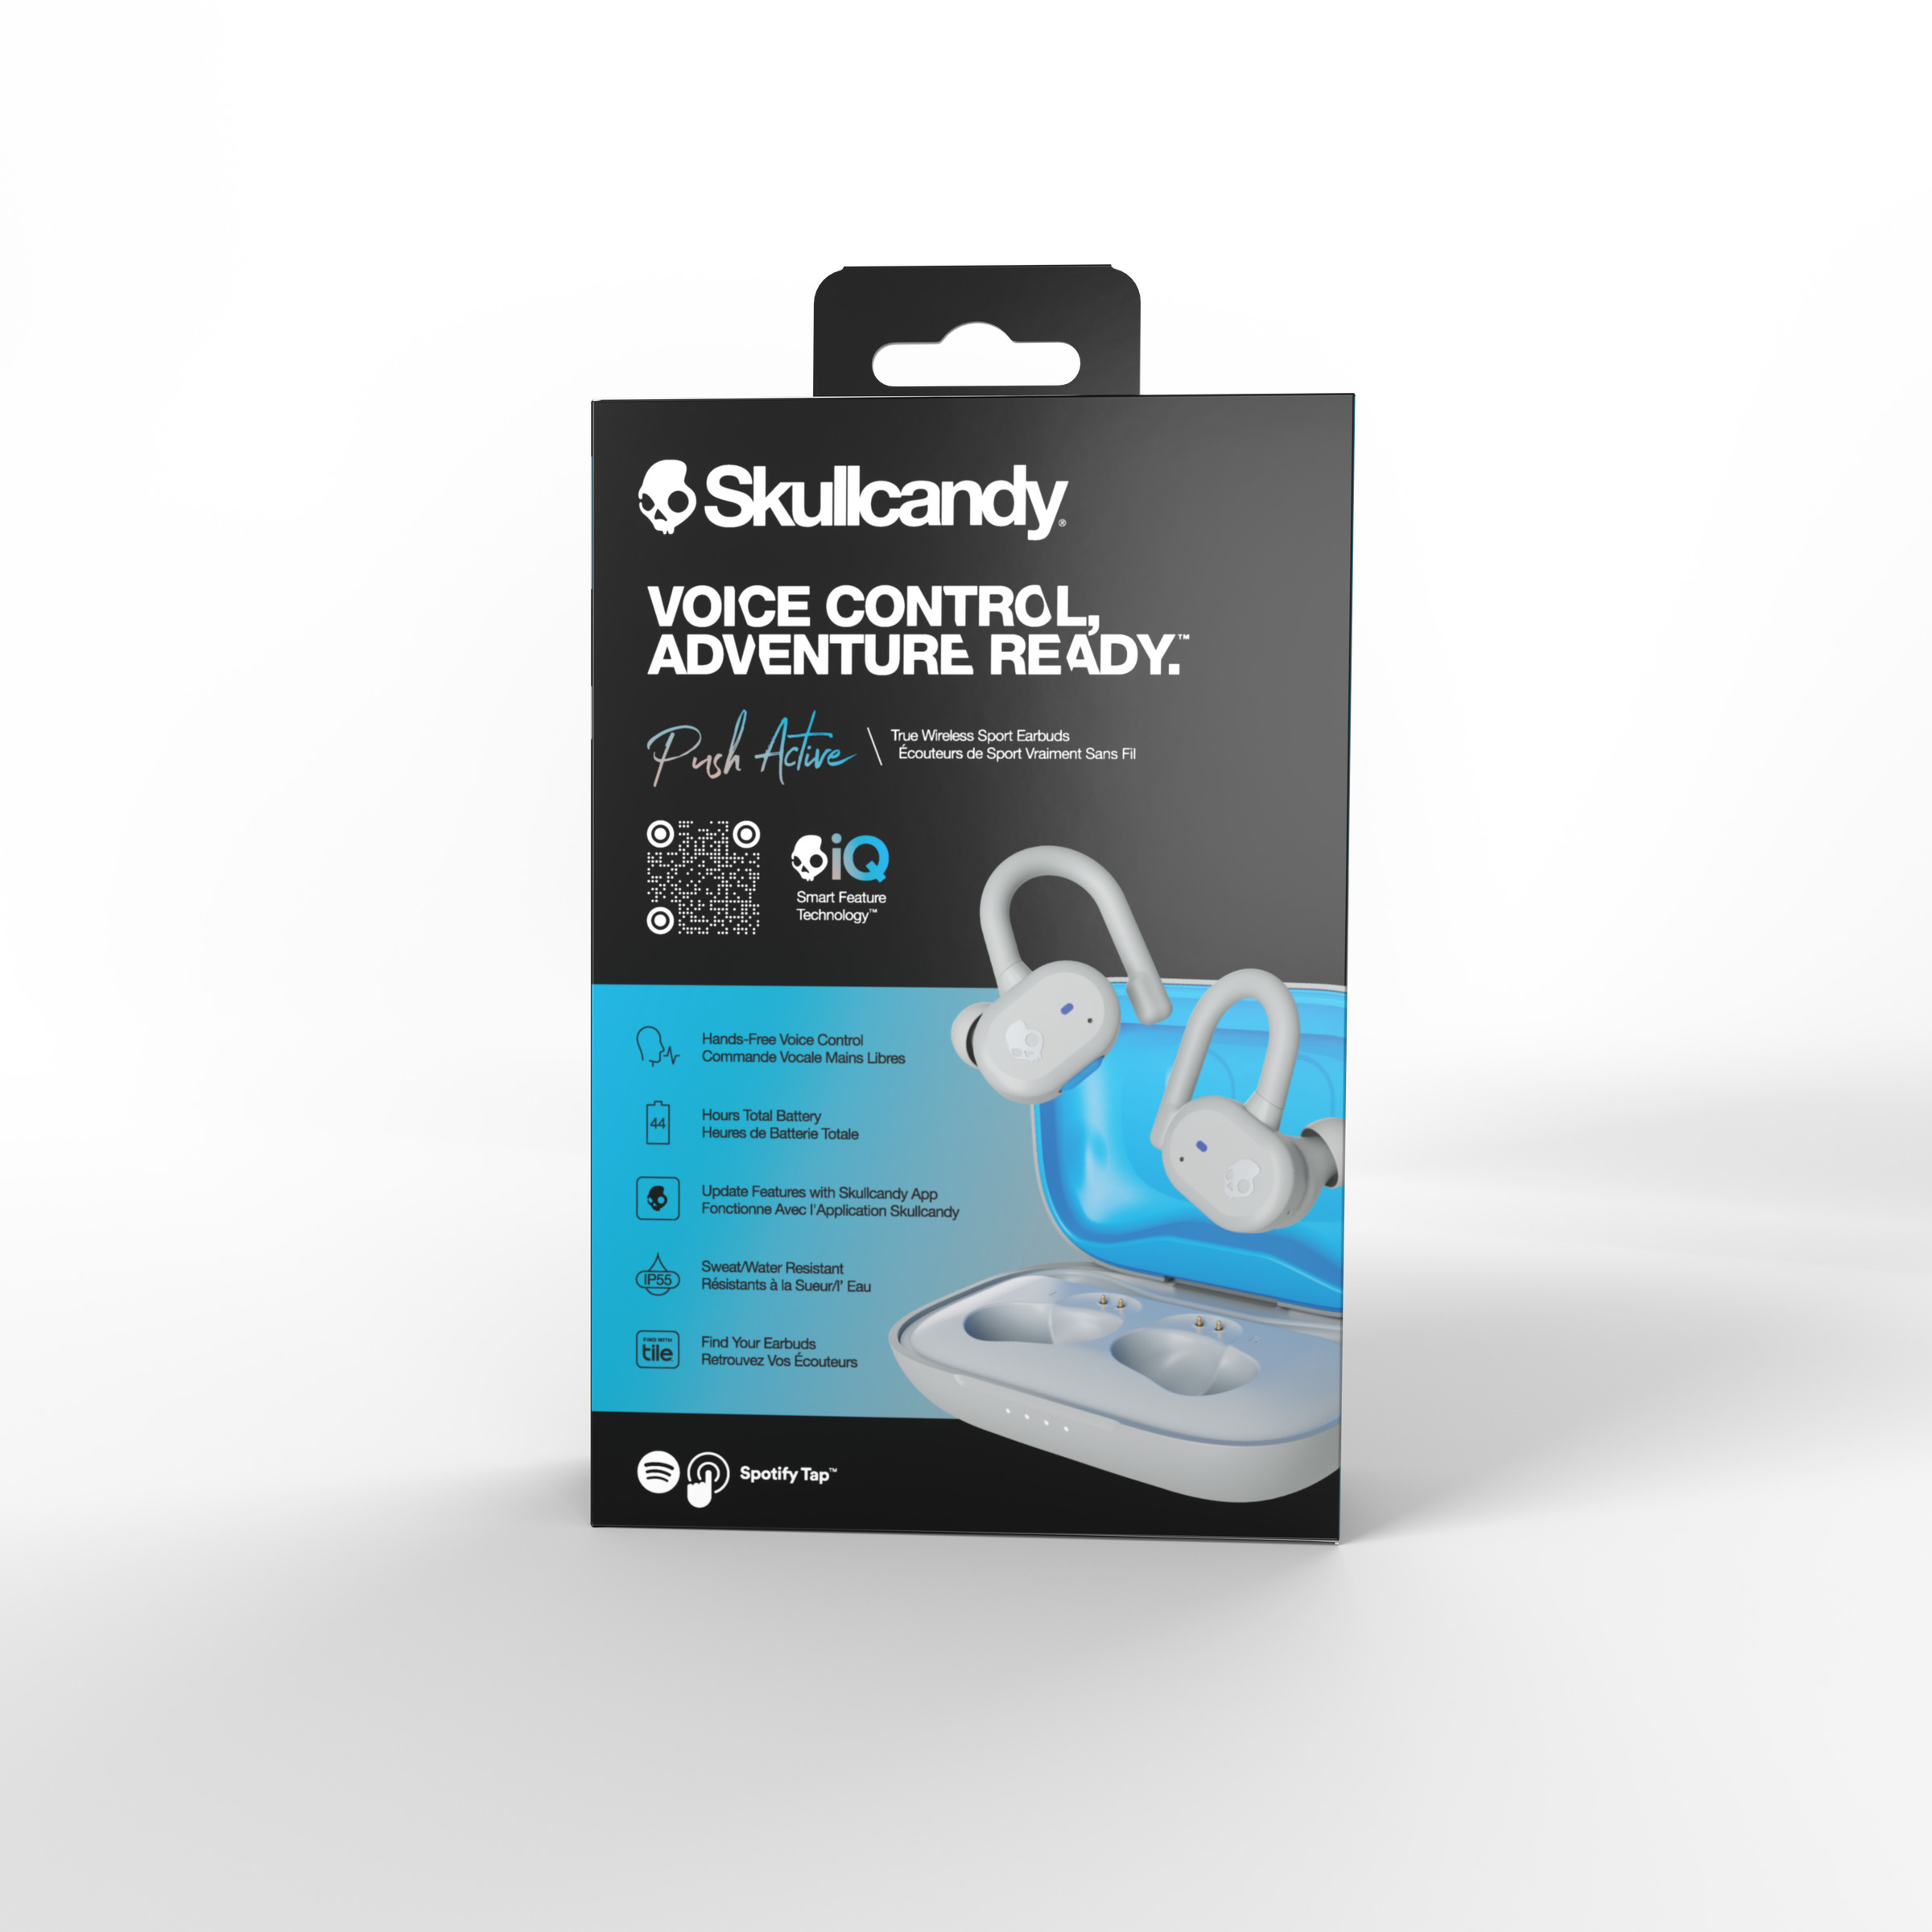 Skullcandy®
VOICE CONTROL,
ADVENTURE READY.™
Push Active
True Wireless Sport Earbuds
Écouteurs de Sport Vraiment Sans Fil
iQ
Smart Feature
Technology™
Hands-Free Voice Control
Commande Vocale Mains Libres
44
Hours Total Battery
Heures de Batterie Totale
Update Features with Skullcandy App
Fonctionne Avec l'Application Skullcandy
IP55
Sweat/Water Resistant
Résistants à la Sueur/l' Eau
FIND WITH
tile
Find Your Earbuds
Retrouvez Vos Écouteurs
Spotify Tap™